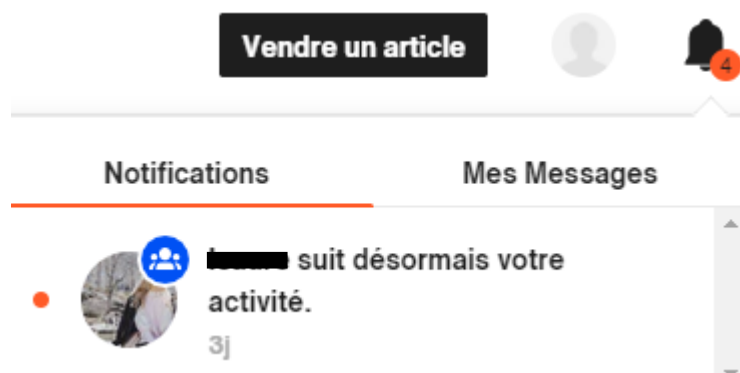 Vendre un article
4
Notifications
Mes Messages
suit désormais votre
activité.
3j